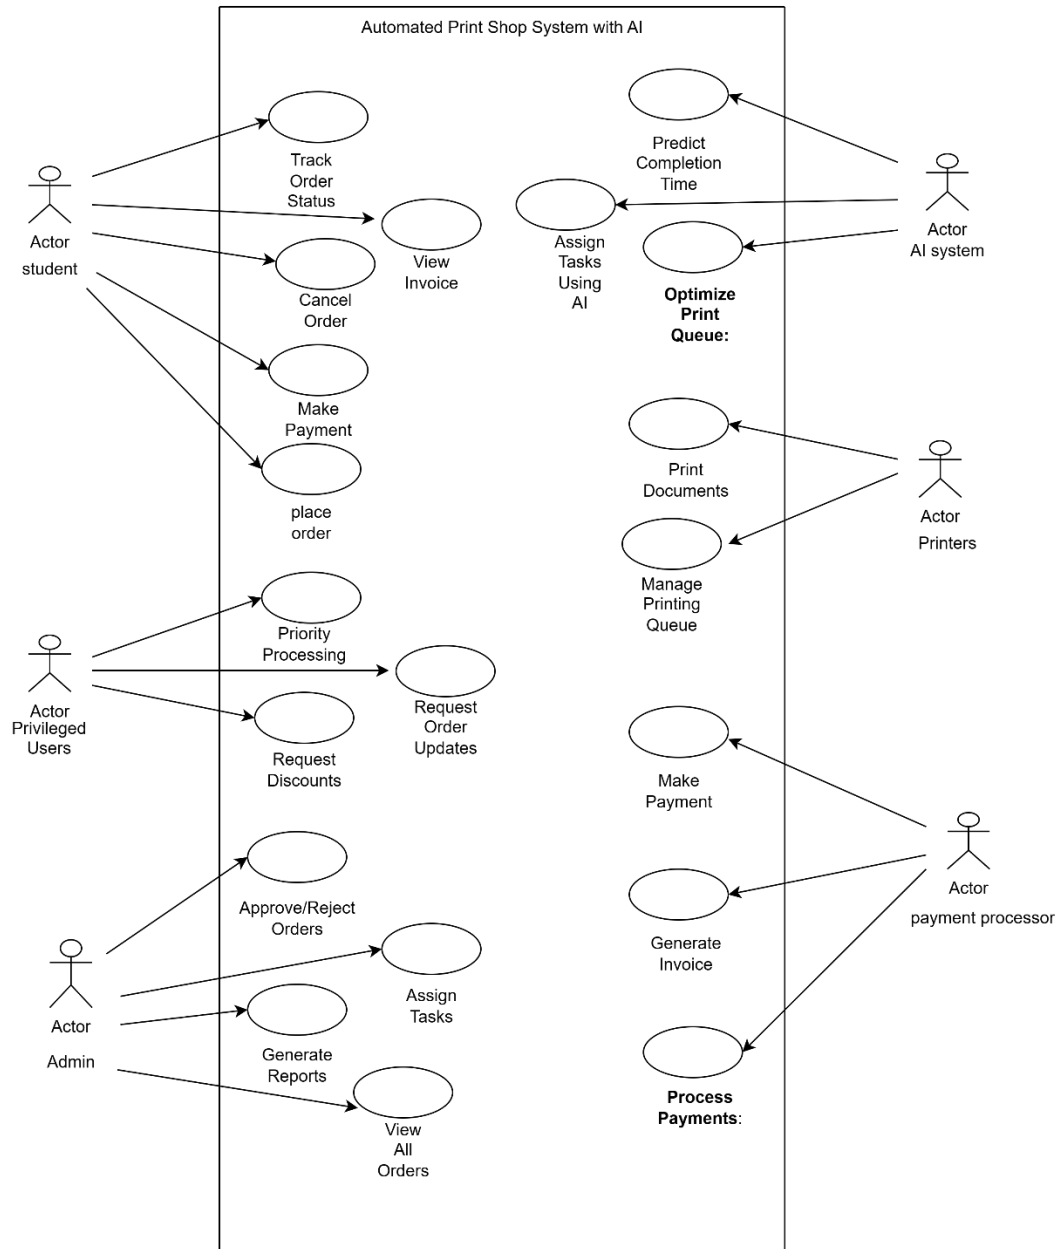 Automated Print Shop System with AI
Track
Order
Status
View
Invoice
Cancel
Order
Make
Payment
place
order
Actor
student
Predict
Completion
Time
Assign
Tasks
Using
AI
Optimize
Print
Queue:
Actor
AI system
Print
Documents
Manage
Printing
Queue
Actor
Printers
Priority
Processing
Request
Order
Updates
Request
Discounts
Actor
Privileged
Users
Make
Payment
Generate
Invoice
Process
Payments:
Actor
payment processor
Approve/Reject
Orders
Assign
Tasks
Generate
Reports
View
All
Orders
Actor
Admin